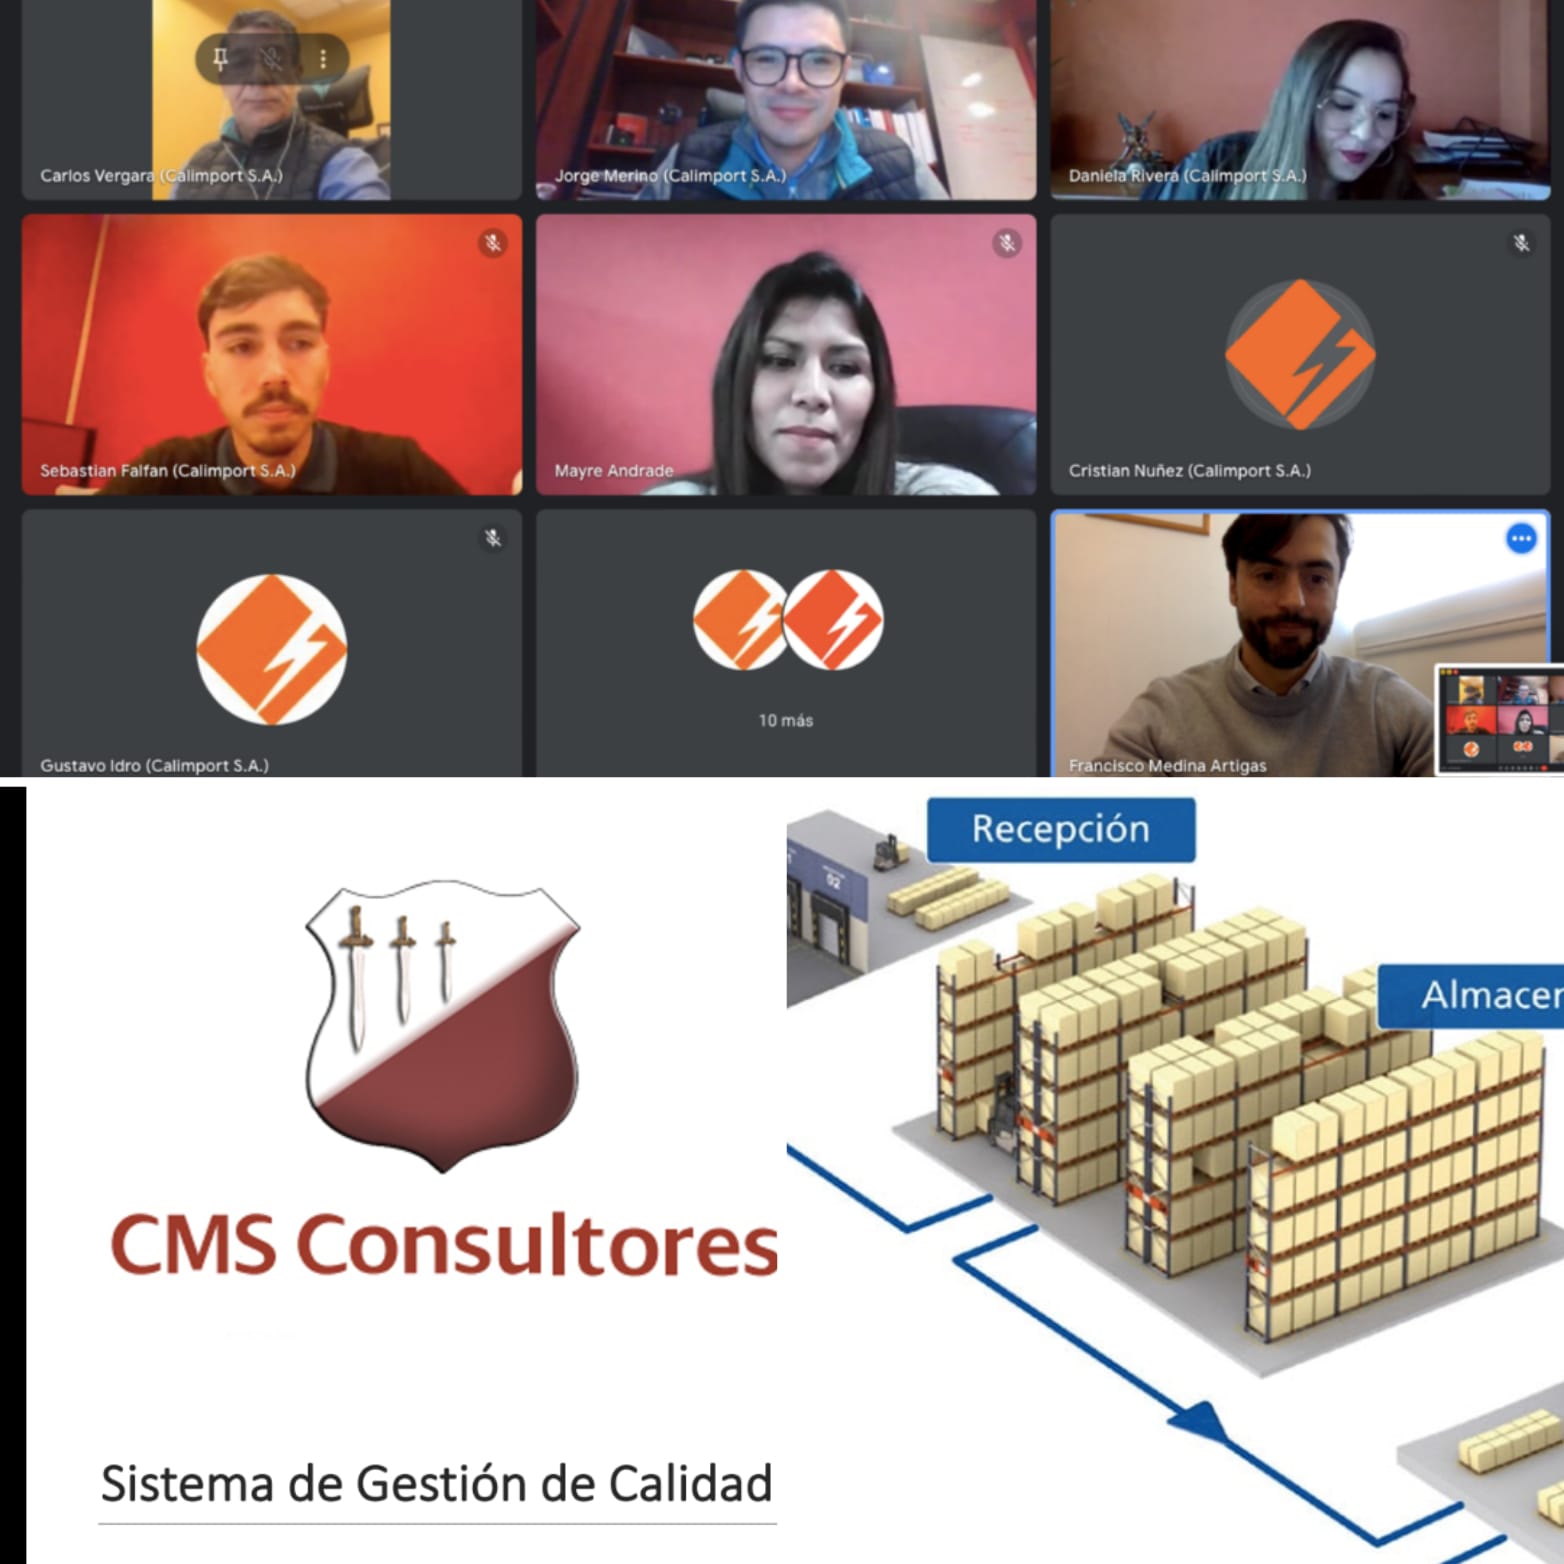 Carlos Vergara (Calimport S.A.)
Jorge Merino (Calimport S.A.)
Daniela Rivera (Calimport S.A.)
Sebastian Falfan (Calimport S.A.)
Mayre Andrade
Cristian Nuñez (Calimport S.A.)
Gustavo Idro (Calimport S.A.)
10 más
Francisco Medina Artigas
CMS Consultores
Sistema de Gestión de Calidad
Recepción
02
Almacen